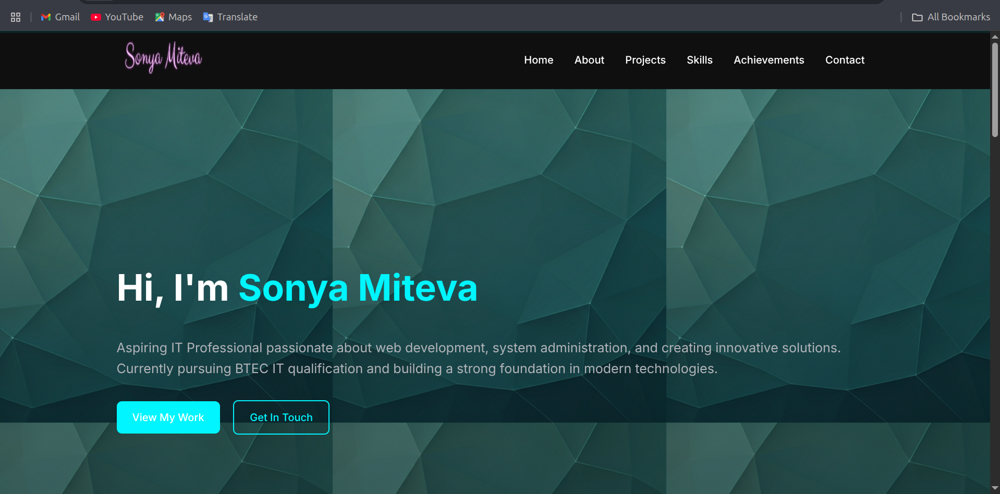 Gmail YouTube Maps Translate All Bookmarks
Sonya Miteva Home About Projects Skills Achievements Contact
Hi, I'm Sonya Miteva
Aspiring IT Professional passionate about web development, system administration, and creating innovative solutions.
Currently pursuing BTEC IT qualification and building a strong foundation in modern technologies.
View My Work Get In Touch